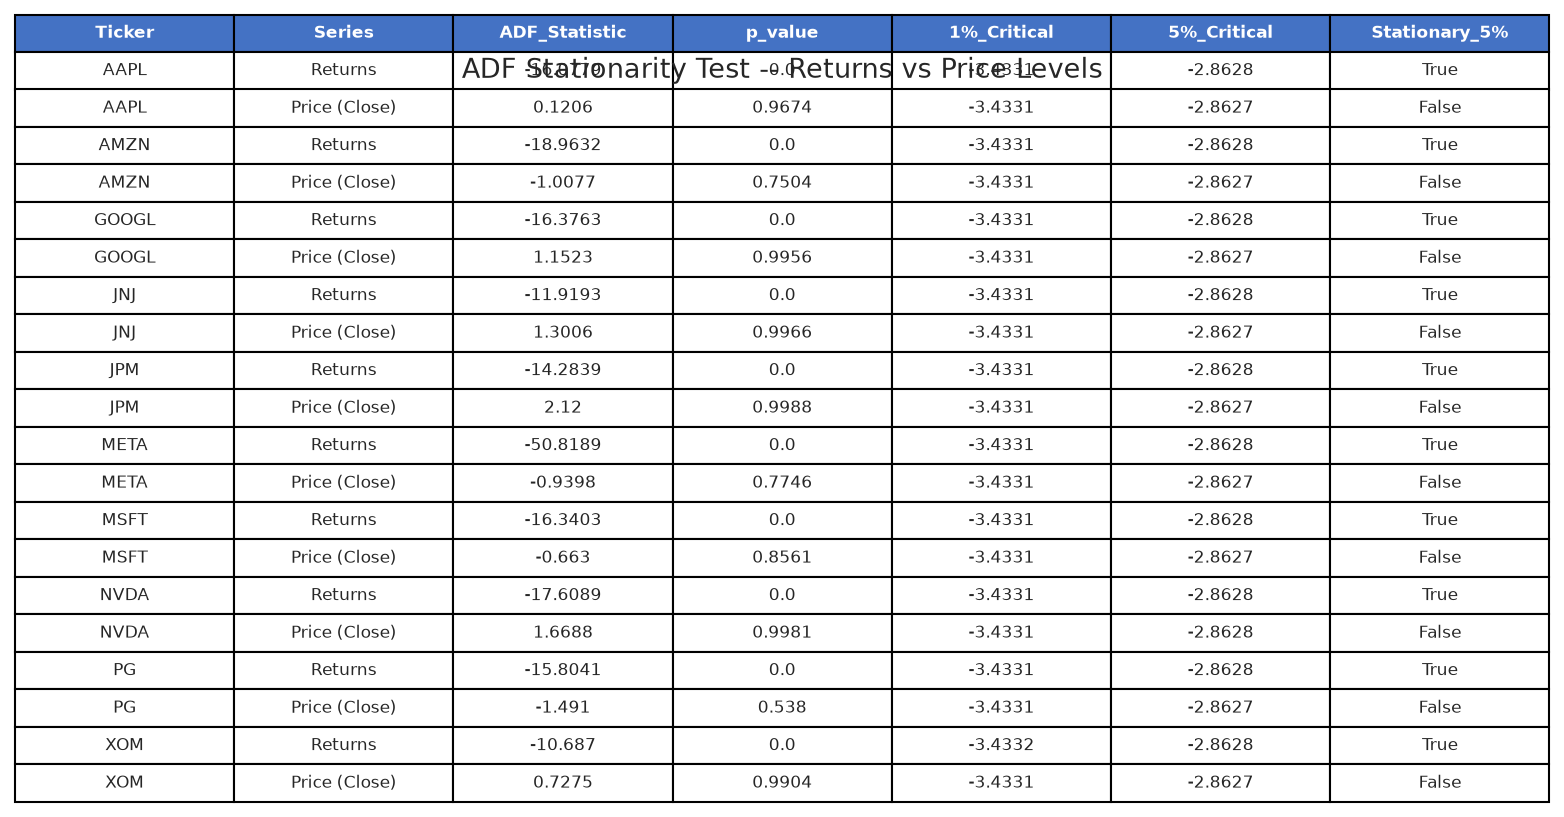 Ticker Series ADF_Statistic p_value 1%_Critical 5%_Critical Stationary_5%
ADF Stationarity Test -- Returns vs Price Levels
AAPL Returns 0.0 -3.4331 -2.8628 True
AAPL Price (Close) 0.1206 0.9674 -3.4331 -2.8627 False
AMZN Returns -18.9632 0.0 -3.4331 -2.8628 True
AMZN Price (Close) -1.0077 0.7504 -3.4331 -2.8627 False
GOOGL Returns -16.3763 0.0 -3.4331 -2.8628 True
GOOGL Price (Close) 1.1523 0.9956 -3.4331 -2.8627 False
JNJ Returns -11.9193 0.0 -3.4331 -2.8628 True
JNJ Price (Close) 1.3006 0.9966 -3.4331 -2.8627 False
JPM Returns -14.2839 0.0 -3.4331 -2.8628 True
JPM Price (Close) 2.12 0.9988 -3.4331 -2.8627 False
META Returns -50.8189 0.0 -3.4331 -2.8628 True
META Price (Close) -0.9398 0.7746 -3.4331 -2.8627 False
MSFT Returns -16.3403 0.0 -3.4331 -2.8628 True
MSFT Price (Close) -0.663 0.8561 -3.4331 -2.8627 False
NVDA Returns -17.6089 0.0 -3.4331 -2.8628 True
NVDA Price (Close) 1.6688 0.9981 -3.4331 -2.8628 False
PG Returns -15.8041 0.0 -3.4331 -2.8628 True
PG Price (Close) -1.491 0.538 -3.4331 -2.8627 False
XOM Returns -10.687 0.0 -3.4332 -2.8628 True
XOM Price (Close) 0.7275 0.9904 -3.4331 -2.8627 False